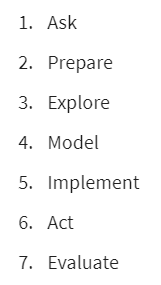 1. Ask
2. Prepare
3. Explore
4. Model
5. Implement
6. Act
7. Evaluate